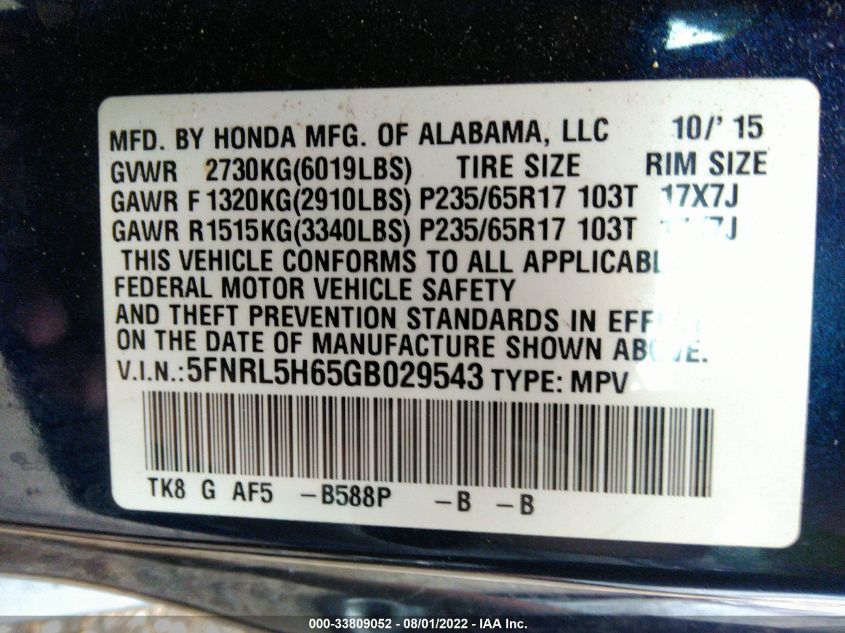 MFD. BY HONDA MFG. OF ALABAMA, LLC 10/' 15
GVWR 2730KG(6019LBS) TIRE SIZE RIM SIZE
GAWR F 1320KG(2910LBS) P235/65R17 103T 17X7J
GAWR R1515KG(3340LBS) P235/65R17 103T
THIS VEHICLE CONFORMS TO ALL APPLICABL
FEDERAL MOTOR VEHICLE SAFETY
AND THEFT PREVENTION STANDARDS IN EFF
ON THE DATE OF MANUFACTURE SHOWN ABOVE.
V.I.N.:5FNRL5H65GB029543 TYPE: MPV
TK8 G AF5 -B588P -B -B
000-33809052 - 08/01/2022 - IAA Inc.